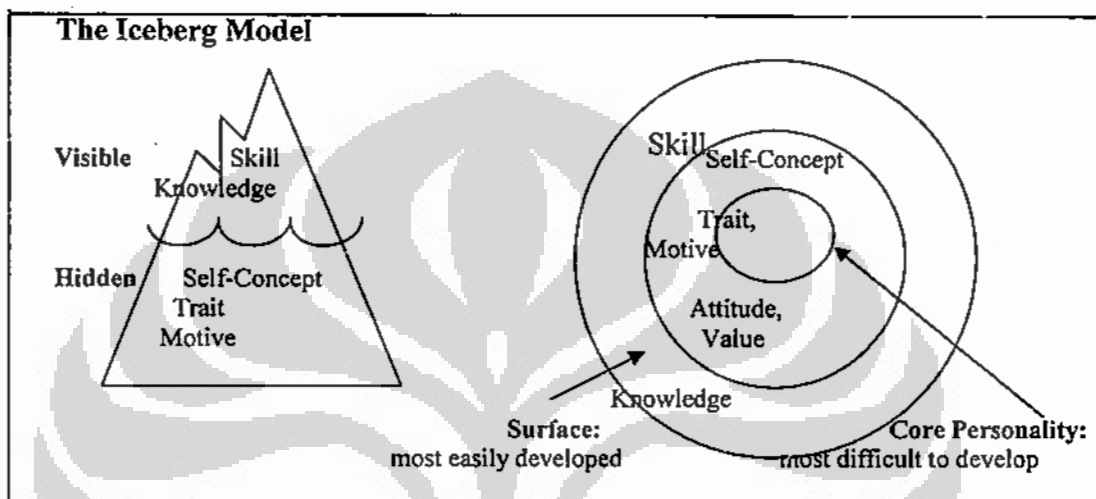 The Iceberg Model
Visible
Skill
Knowledge
Hidden
Self-Concept
Trait
Motive
Skill
Self-Concept
Trait,
Motive
Attitude,
Value
Knowledge
Surface:
most easily developed
Core Personality:
most difficult to develop